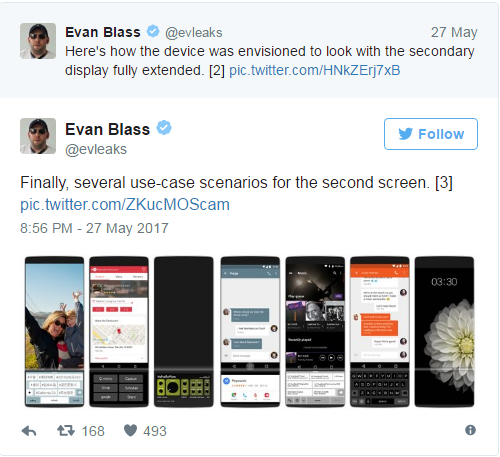 Evan Blass @evleaks 27 May
Here's how the device was envisioned to look with the secondary
display fully extended. [2] pic.twitter.com/HNkZErj7xB
Evan Blass
@evleaks
Follow
Finally, several use-case scenarios for the second screen. [3]
pic.twitter.com/ZKucMOScam
8:56 PM - 27 May 2017
03:30
168 493